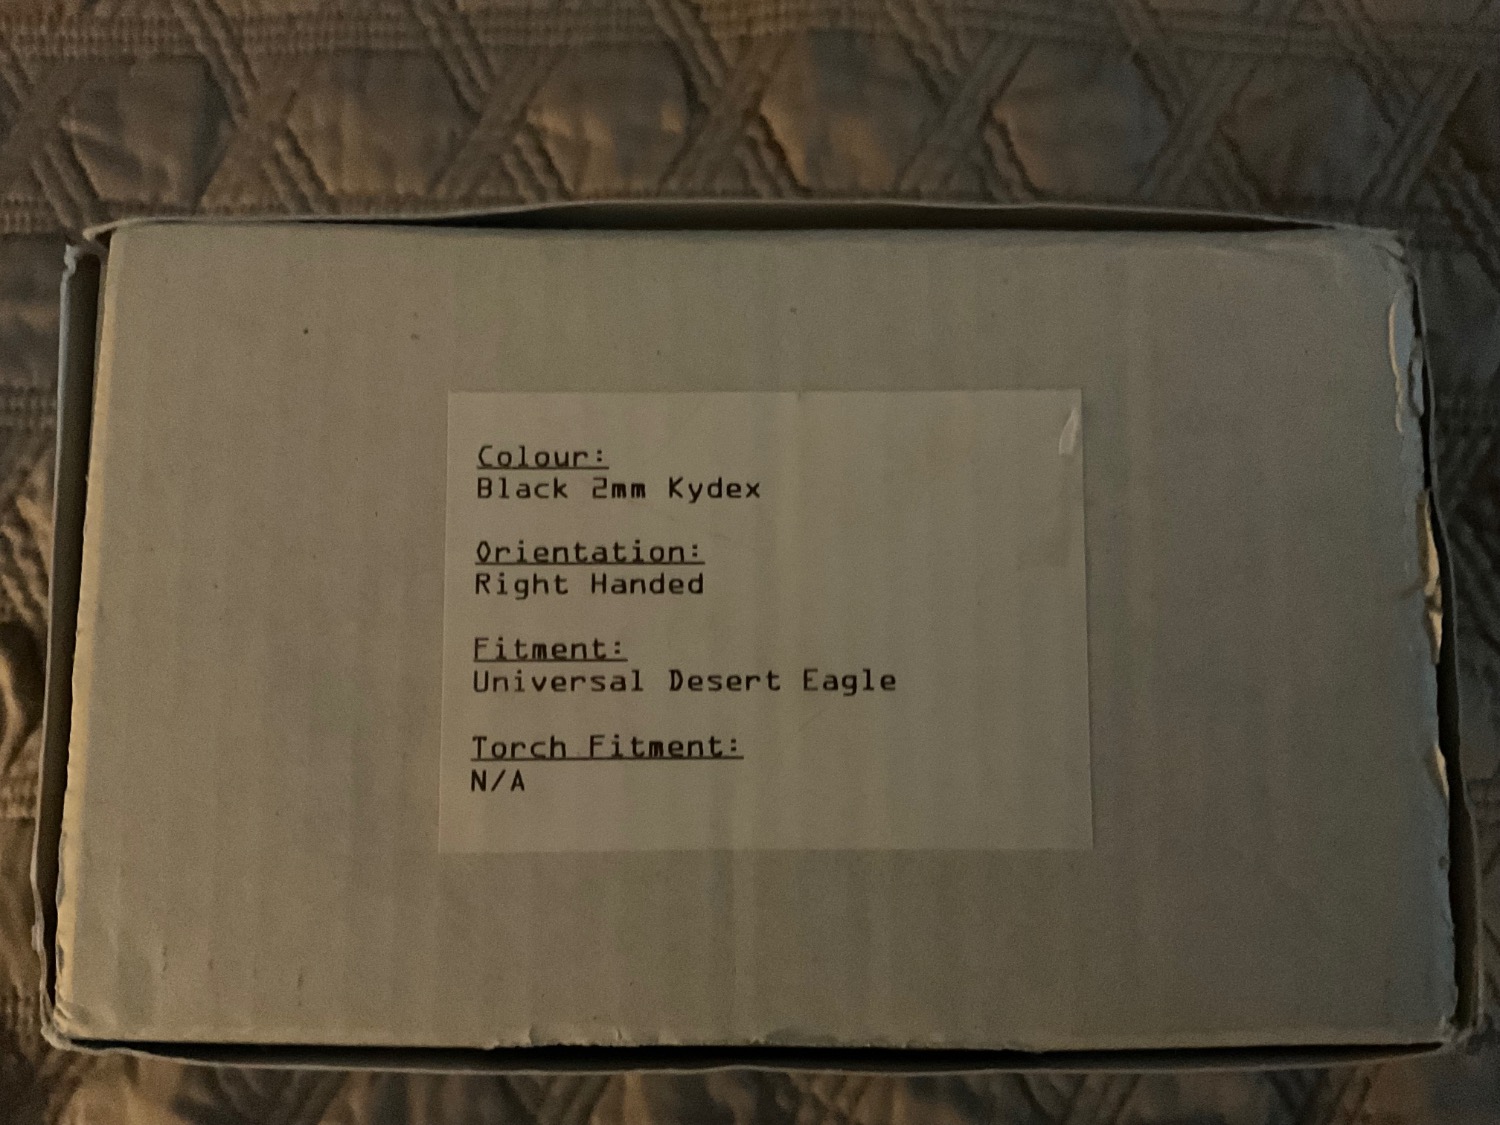 Colour:
Black 2mm Kydex
Orientation:
Right Handed
Fitment:
Universal Desert Eagle
Torch Fitment:
N/A